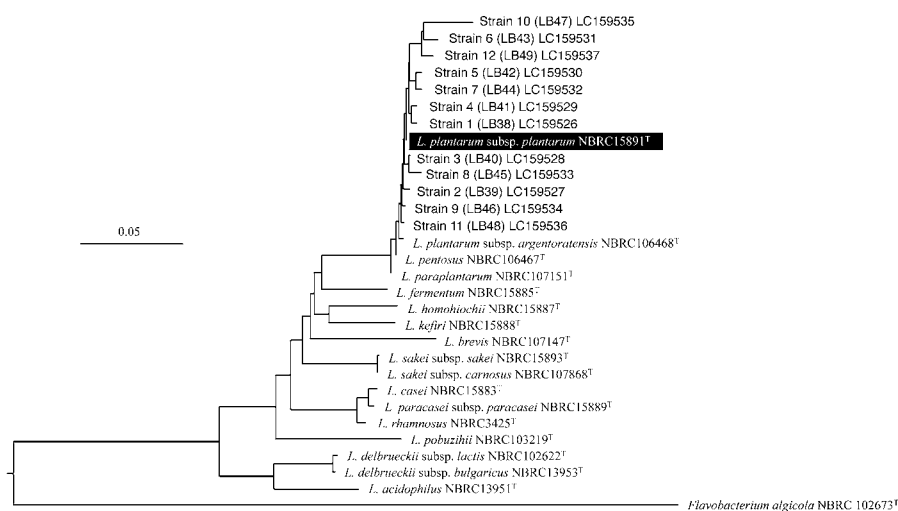 Strain 10 (LB47) LC159535
Strain 6 (LB43) LC159531
Strain 12 (LB49) LC159537
Strain 5 (LB42) LC159530
Strain 7 (LB44) LC159532
Strain 4 (LB41) LC159529
Strain 1 (LB38) LC159526
L. plantarum subsp. plantarum NBRC15891ᵀ
Strain 3 (LB40) LC159528
Strain 8 (LB45) LC159533
Strain 2 (LB39) LC159527
Strain 9 (LB46) LC159534
Strain 11 (LB48) LC159536
0.05
L. plantarum subsp. argentoratensis NBRC106468ᵀ
L. pentosus NBRC106467ᵀ
L. paraplantarum NBRC107151ᵀ
L. fermentum NBRC15885ᵀ
L. homohiochii NBRC15887ᵀ
L. kefiri NBRC15888ᵀ
L. brevis NBRC107147ᵀ
L. sakei subsp. sakei NBRC15893ᵀ
L. sakei subsp. carnosus NBRC107868ᵀ
L. casei NBRC15883ᵀ
L. paracasei subsp. paracasei NBRC15889ᵀ
L. rhamnosus NBRC3425ᵀ
L. pobuzihii NBRC103219ᵀ
L. delbrueckii subsp. lactis NBRC102622ᵀ
L. delbrueckii subsp. bulgaricus NBRC13953ᵀ
L. acidophilus NBRC13951ᵀ
Flavobacterium algicola NBRC 102673ᵀ